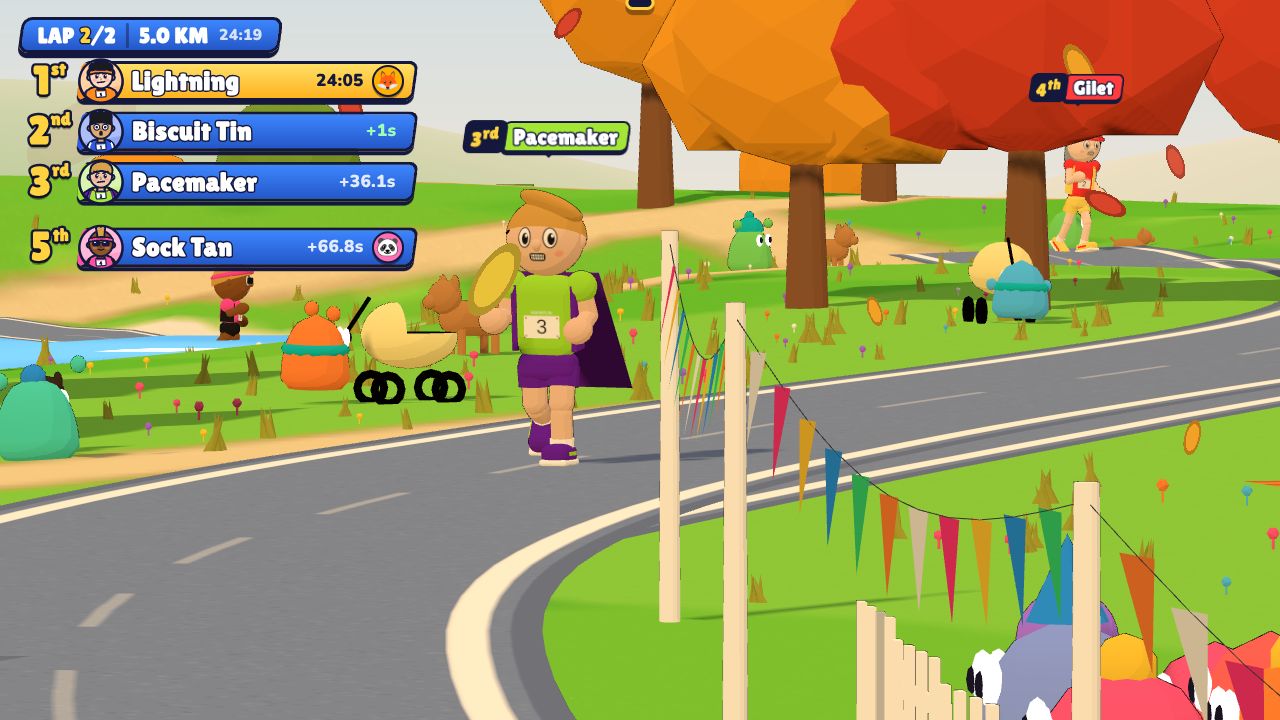 LAP 2/2 5.0 KM 24:19
1st Lightning 24:05
2nd Biscuit Tin +1s
3rd Pacemaker +36.1s
5th Sock Tan +66.8s
3rd Pacemaker
4th Gilet
3